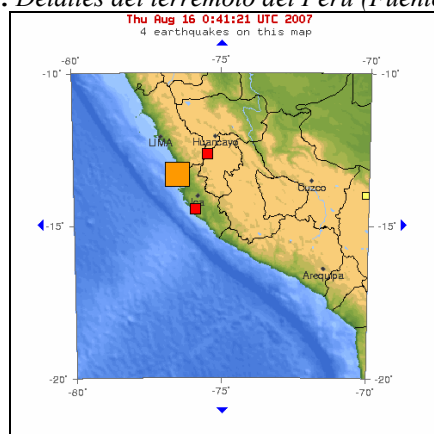 . Detalles del terremoto del Perú (Fuente
Thu Aug 16 0:41:21 UTC 2007
4 earthquakes on this map
-80° -75° -70°
-10° -10°
LIMA Huancayo
Cuzco
-15° -15°
Arequipa
-20° -20°
-80° -75° -70°